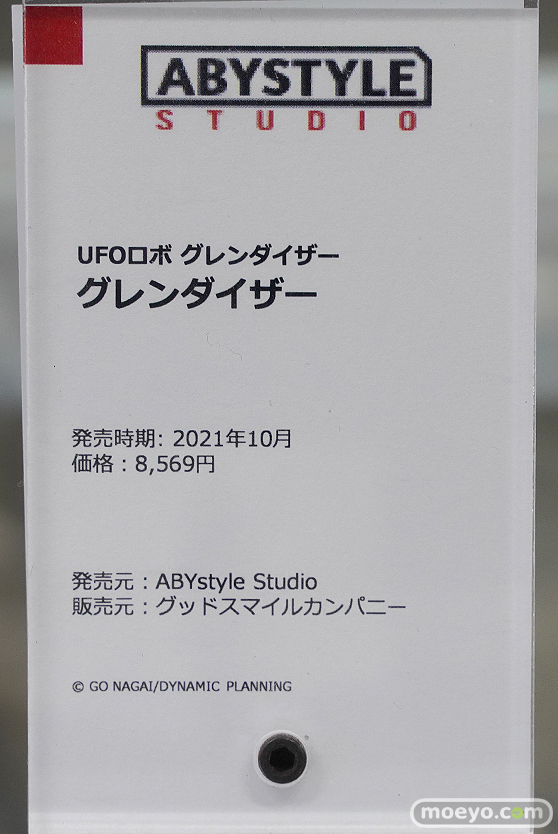 ABYSTYLE
STUDIO
UFOロボ グレンダイザー
グレンダイザー
発売時期: 2021年10月
価格：8,569円
発売元：ABYstyle Studio
販売元：グッドスマイルカンパニー
© GO NAGAI/DYNAMIC PLANNING
moeyo.com